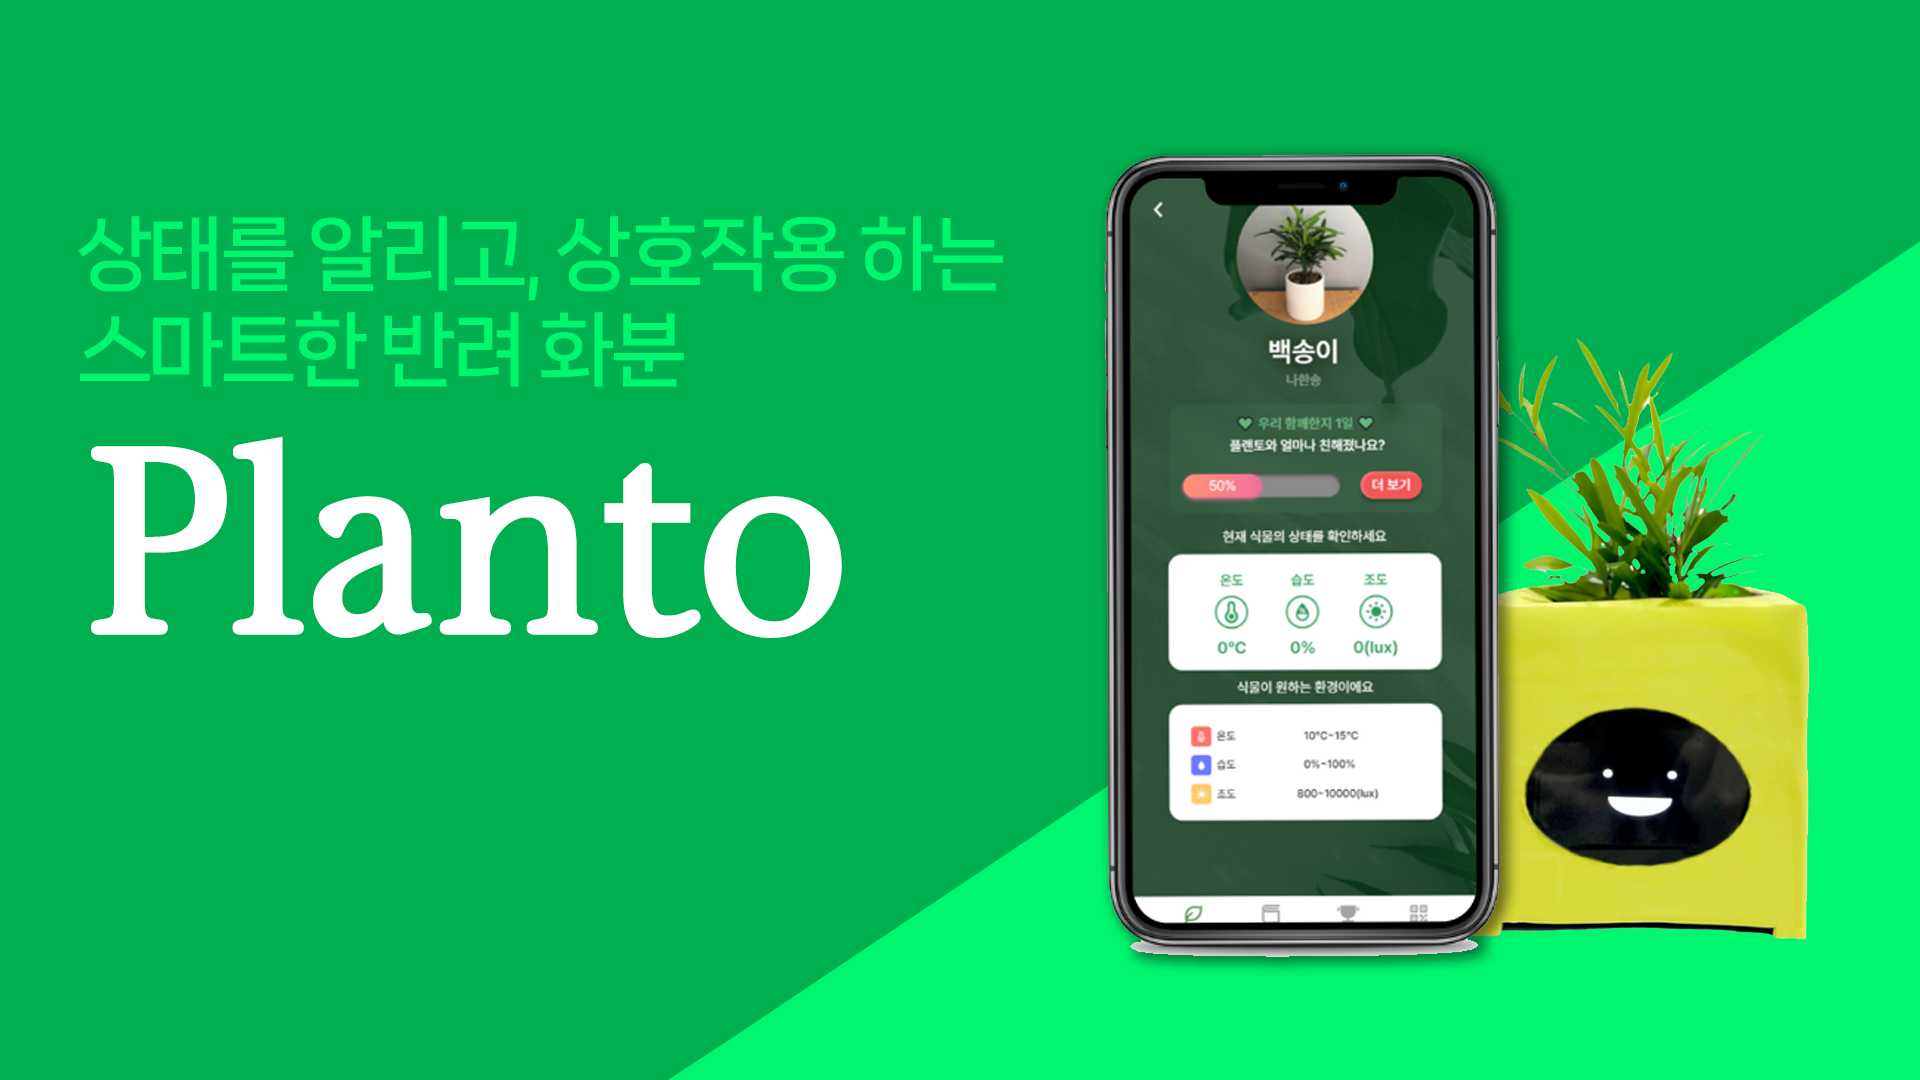 상태를 알리고, 상호작용 하는
스마트한 반려 화분
Planto
백송이
나한송
우리 함께한지 1일
플랜토와 얼마나 친해졌나요?
50%
더 보기
현재 식물의 상태를 확인하세요
온도 습도 조도
0°C 0% 0(lux)
식물이 원하는 환경이에요
온도 10°C~15°C
습도 0%~100%
조도 800~10000(lux)